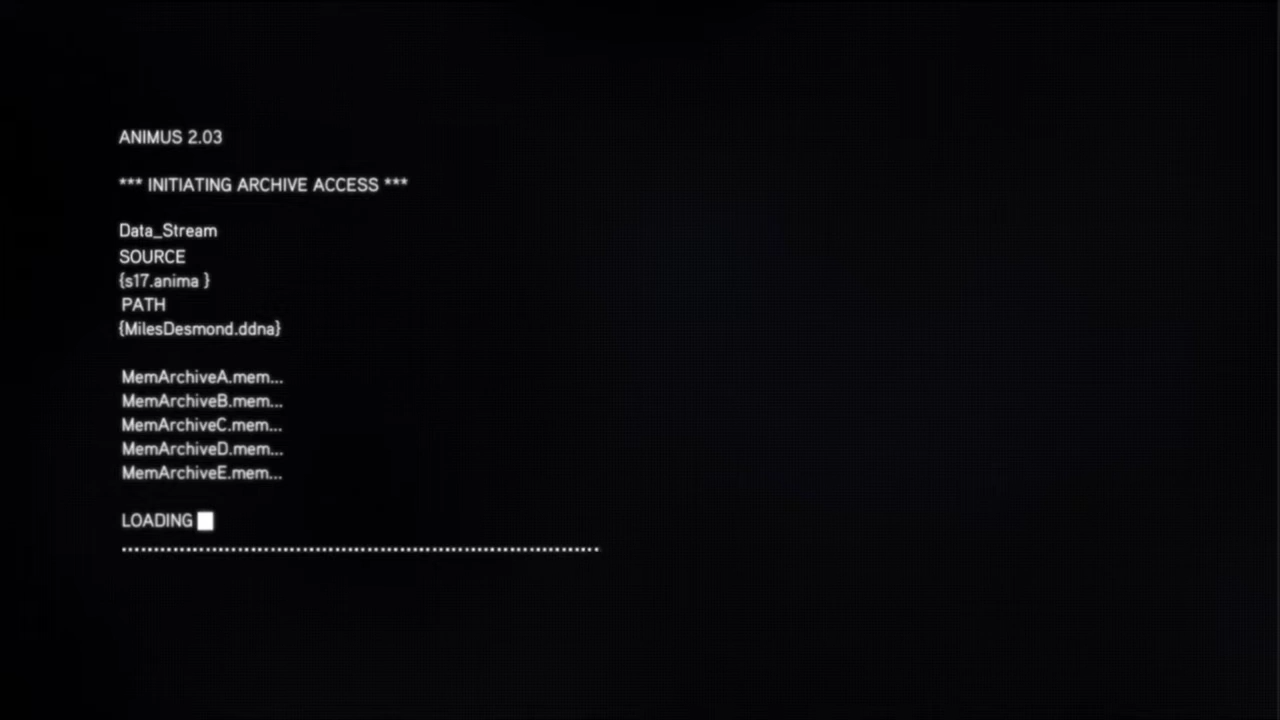 ANIMUS 2.03
*** INITIATING ARCHIVE ACCESS ***
Data_Stream
SOURCE
{s17.anima }
PATH
{MilesDesmond.ddna}
MemArchiveA.mem...
MemArchiveB.mem...
MemArchiveC.mem...
MemArchiveD.mem...
MemArchiveE.mem...
LOADING